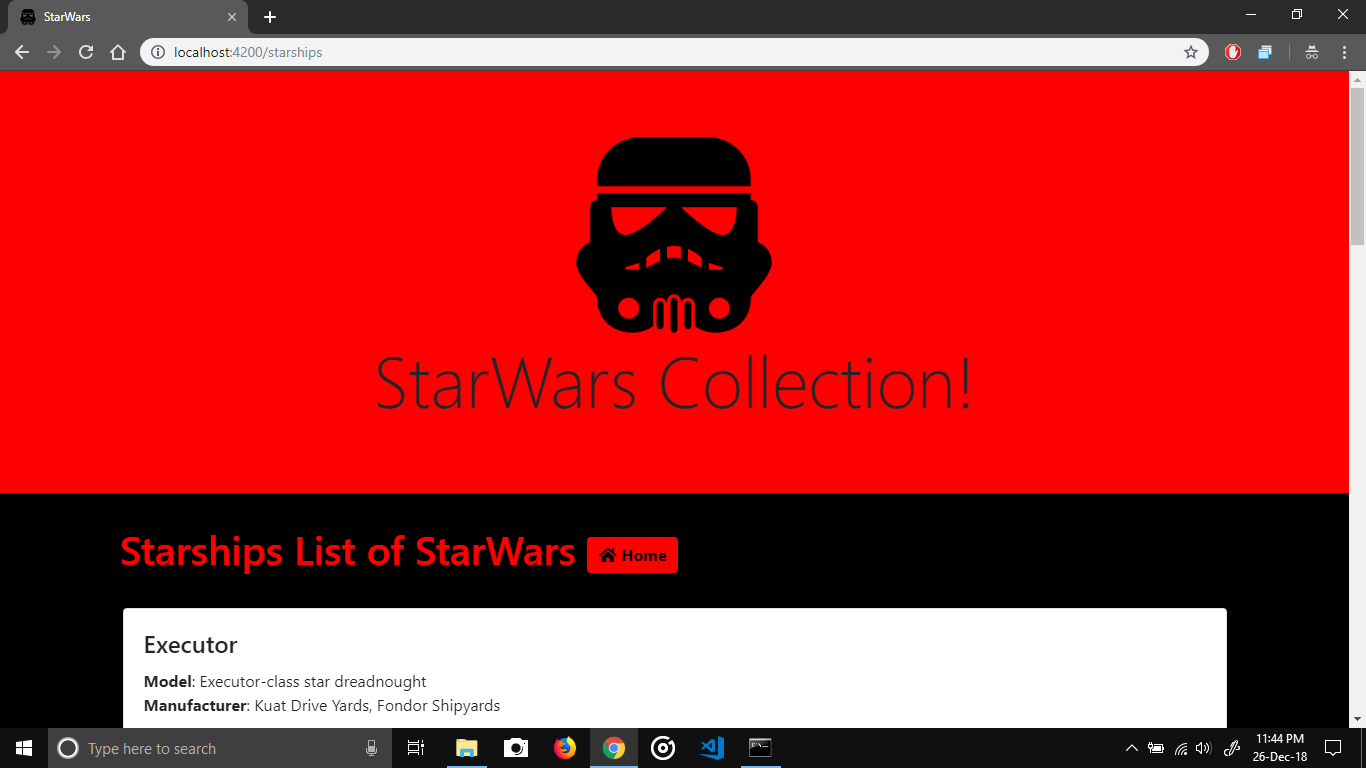 StarWars
localhost:4200/starships
StarWars Collection!
Starships List of StarWars
Home
Executor
Model: Executor-class star dreadnought
Manufacturer: Kuat Drive Yards, Fondor Shipyards
Type here to search
11:44 PM
26-Dec-18